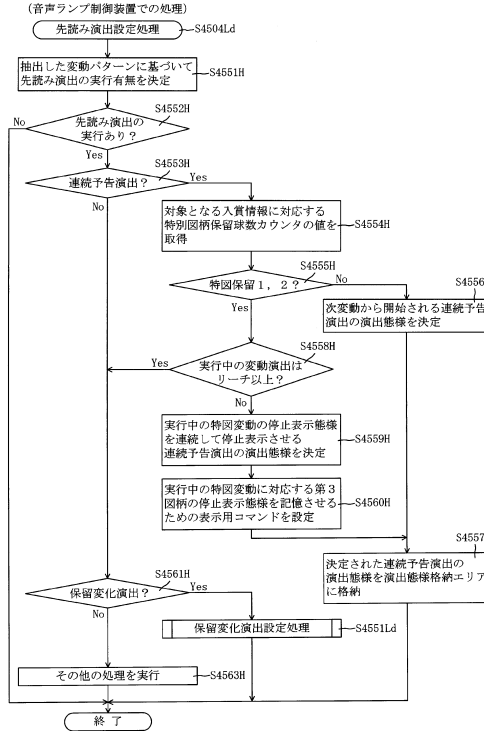 (音声ランプ制御装置での処理)
先読み演出設定処理
S4504Ld
抽出した変動パターンに基づいて
先読み演出の実行有無を決定
S4551H
S4552H
No
先読み演出の
実行あり?
Yes
S4553H
連続予告演出?
Yes
No
対象となる入賞情報に対応する
特別図柄保留球数カウンタの値を
取得
S4554H
S4555H
特図保留1,2?
No
Yes
S4556
次変動から開始される連続予告
演出の演出態様を決定
S4558H
Yes
実行中の変動演出は
リーチ以上?
No
実行中の特図変動の停止表示態様
を連続して停止表示させる
連続予告演出の演出態様を決定
S4559H
実行中の特図変動に対応する第3
図柄の停止表示態様を記憶させる
ための表示用コマンドを設定
S4560H
S4557
決定された連続予告演出の
演出態様を演出態様格納エリア
に格納
S4561H
保留変化演出?
Yes
No
保留変化演出設定処理
S4551Ld
その他の処理を実行
S4563H
終了